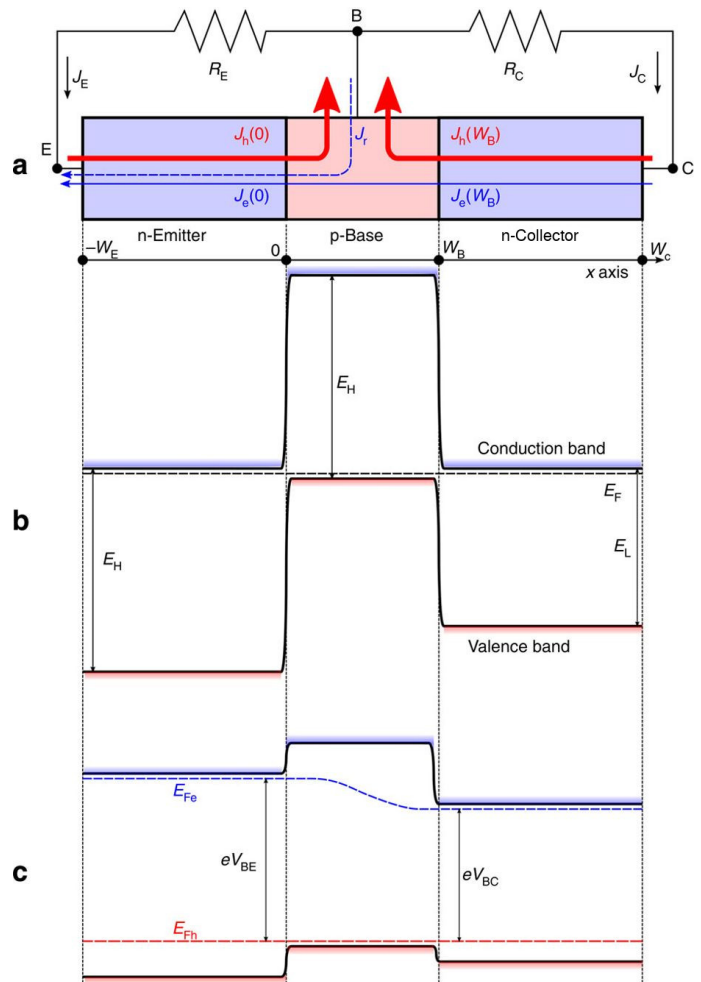 B
R_E
R_C
J_E
J_C
J_h(0)
J_r
J_h(W_B)
E
C
a
J_e(0)
J_e(W_B)
n-Emitter
p-Base
n-Collector
–W_E
0
W_B
W_c
x axis
E_H
Conduction band
E_F
b
E_H
E_L
Valence band
E_Fe
eV_BE
eV_BC
c
E_Fh